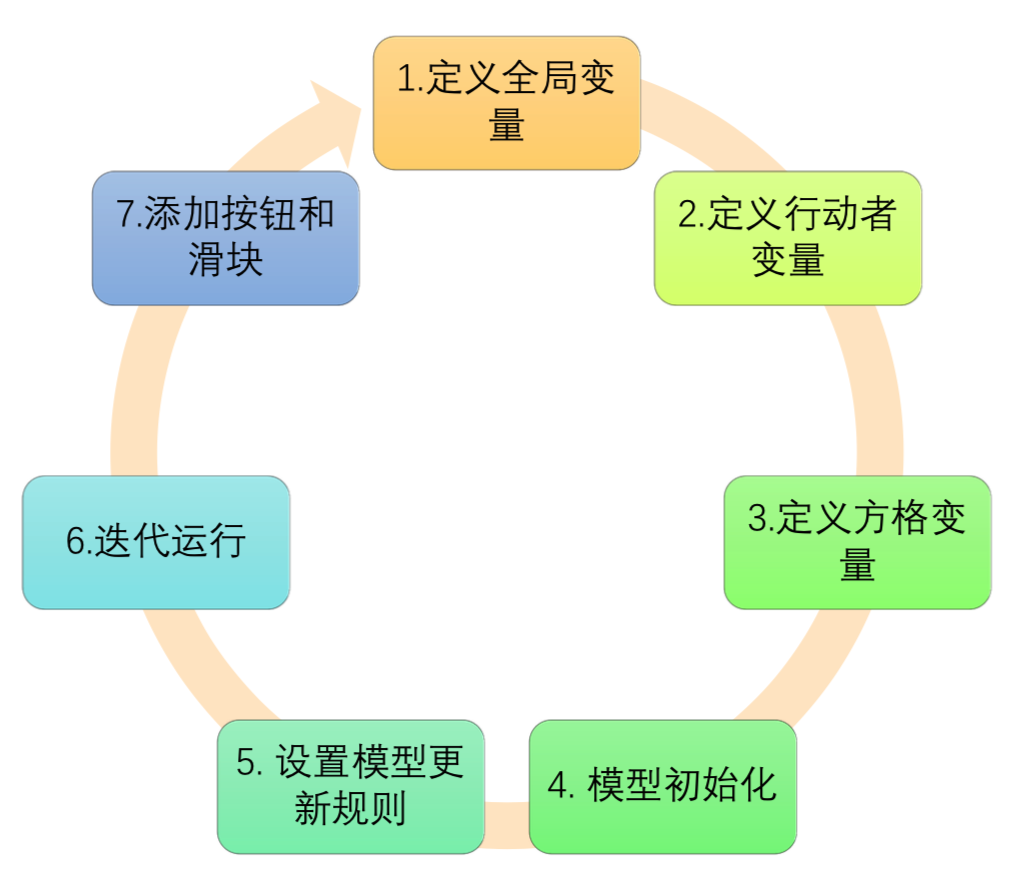 1.定义全局变
量
2.定义行动者
变量
3.定义方格变
量
4. 模型初始化
5. 设置模型更
新规则
6.迭代运行
7.添加按钮和
滑块